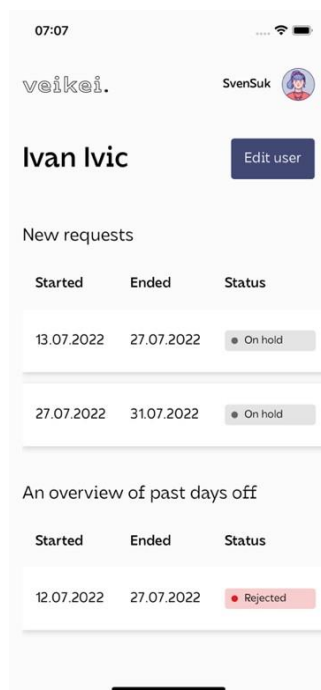 07:07
veikei.
SvenSuk
Ivan Ivic
Edit user
New requests
Started Ended Status
13.07.2022 27.07.2022 On hold
27.07.2022 31.07.2022 On hold
An overview of past days off
Started Ended Status
12.07.2022 27.07.2022 Rejected